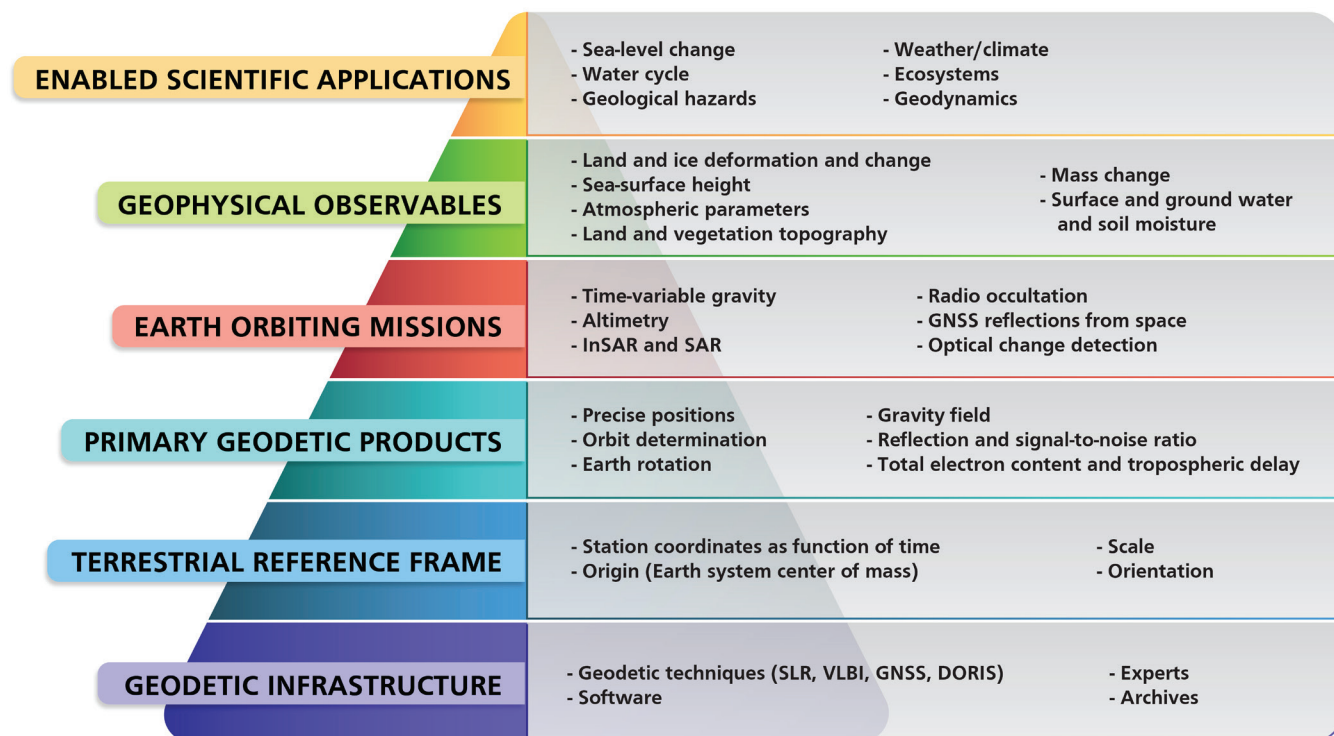 ENABLED SCIENTIFIC APPLICATIONS
- Sea-level change
- Water cycle
- Geological hazards
- Weather/climate
- Ecosystems
- Geodynamics
GEOPHYSICAL OBSERVABLES
- Land and ice deformation and change
- Sea-surface height
- Atmospheric parameters
- Land and vegetation topography
- Mass change
- Surface and ground water
and soil moisture
EARTH ORBITING MISSIONS
- Time-variable gravity
- Altimetry
- InSAR and SAR
- Radio occultation
- GNSS reflections from space
- Optical change detection
PRIMARY GEODETIC PRODUCTS
- Precise positions
- Orbit determination
- Earth rotation
- Gravity field
- Reflection and signal-to-noise ratio
- Total electron content and tropospheric delay
TERRESTRIAL REFERENCE FRAME
- Station coordinates as function of time
- Origin (Earth system center of mass)
- Scale
- Orientation
GEODETIC INFRASTRUCTURE
- Geodetic techniques (SLR, VLBI, GNSS, DORIS)
- Software
- Experts
- Archives